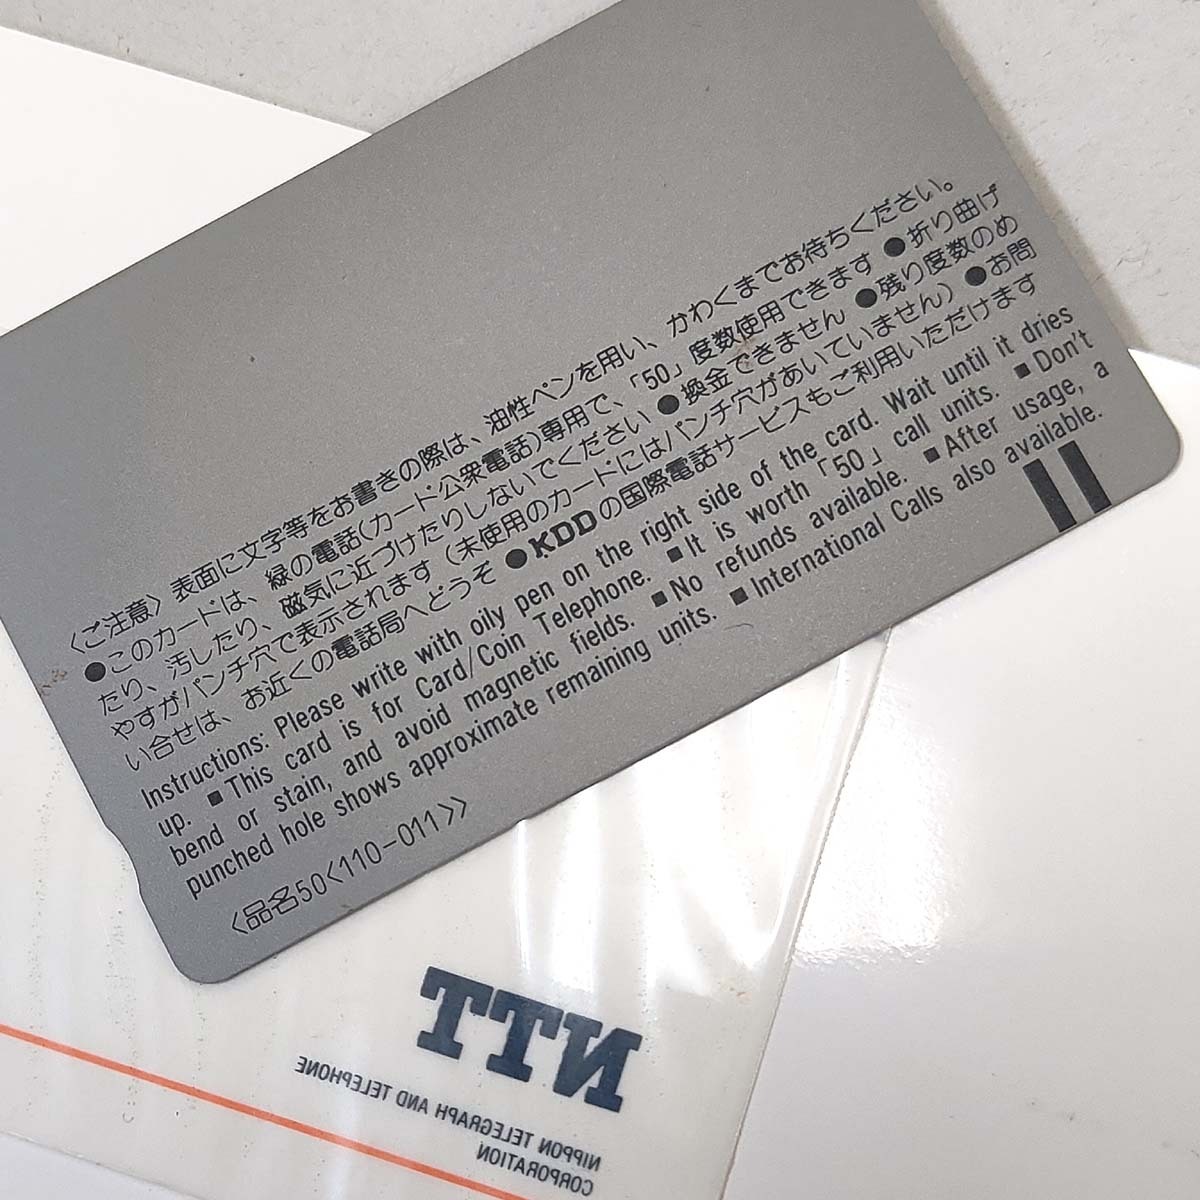 〈ご注意〉表面に文字等をお書きの際は、油性ペンを用い、かわくまでお待ちください。
●このカードは、緑の電話(カード公衆電話)専用で、「50」度数使用できます ●折り曲げ
たり、汚したり、磁気に近づけたりしないでください ●換金できません ●残り度数のめ
やすがパンチ穴で表示されます (未使用のカードにはパンチ穴があいていません) ●お問
い合せは、お近くの電話局へどうぞ ●KDDの国際電話サービスもご利用いただけます
Instructions: Please write with oily pen on the right side of the card. Wait until it dries
up. ■This card is for Card/Coin Telephone. ■It is worth 「50」 call units. ■Don't
bend or stain, and avoid magnetic fields. ■No refunds available. ■After usage, a
punched hole shows approximate remaining units. ■International Calls also available.
〈品名50〈110-011〉〉
NTT
NIPPON TELEGRAPH AND TELEPHONE
CORPORATION